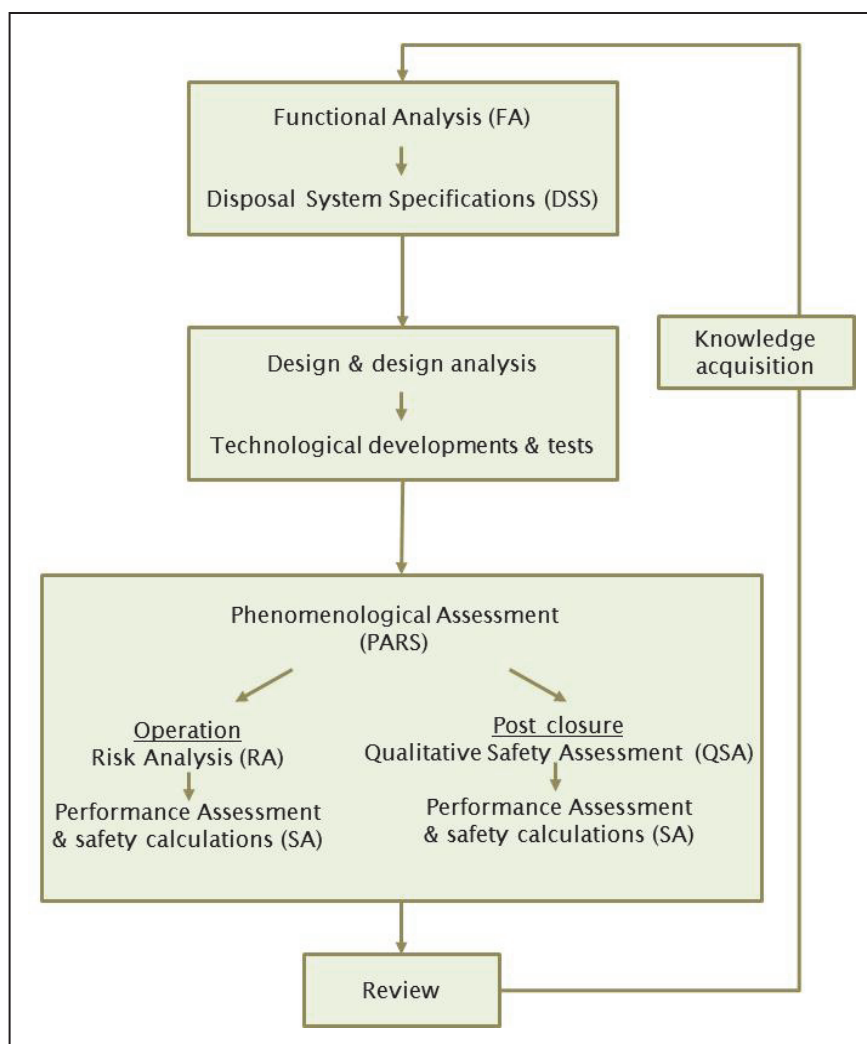 Functional Analysis (FA)
Disposal System Specifications (DSS)
Knowledge
acquisition
Design & design analysis
Technological developments & tests
Phenomenological Assessment
(PARS)
Operation
Risk Analysis (RA)
Performance Assessment
& safety calculations (SA)
Post closure
Qualitative Safety Assessment (QSA)
Performance Assessment
& safety calculations (SA)
Review